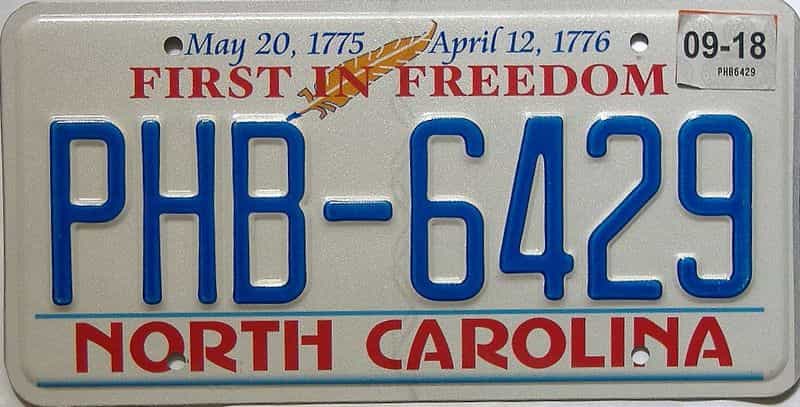 May 20, 1775 April 12, 1776
FIRST IN FREEDOM
09-18
PHB6429
PHB-6429
NORTH CAROLINA